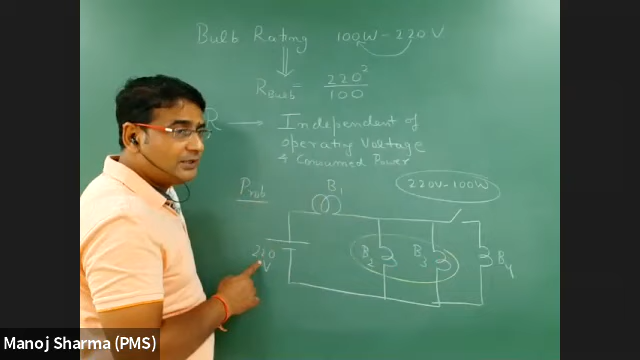 Bulb Rating 100W - 220V
R_Bulb = 220²/100
R → Independent of
operating Voltage
& Consumed Power
Prob
B₁
220V-100W
220
V
B₂
B₃
B₄
Manoj Sharma (PMS)